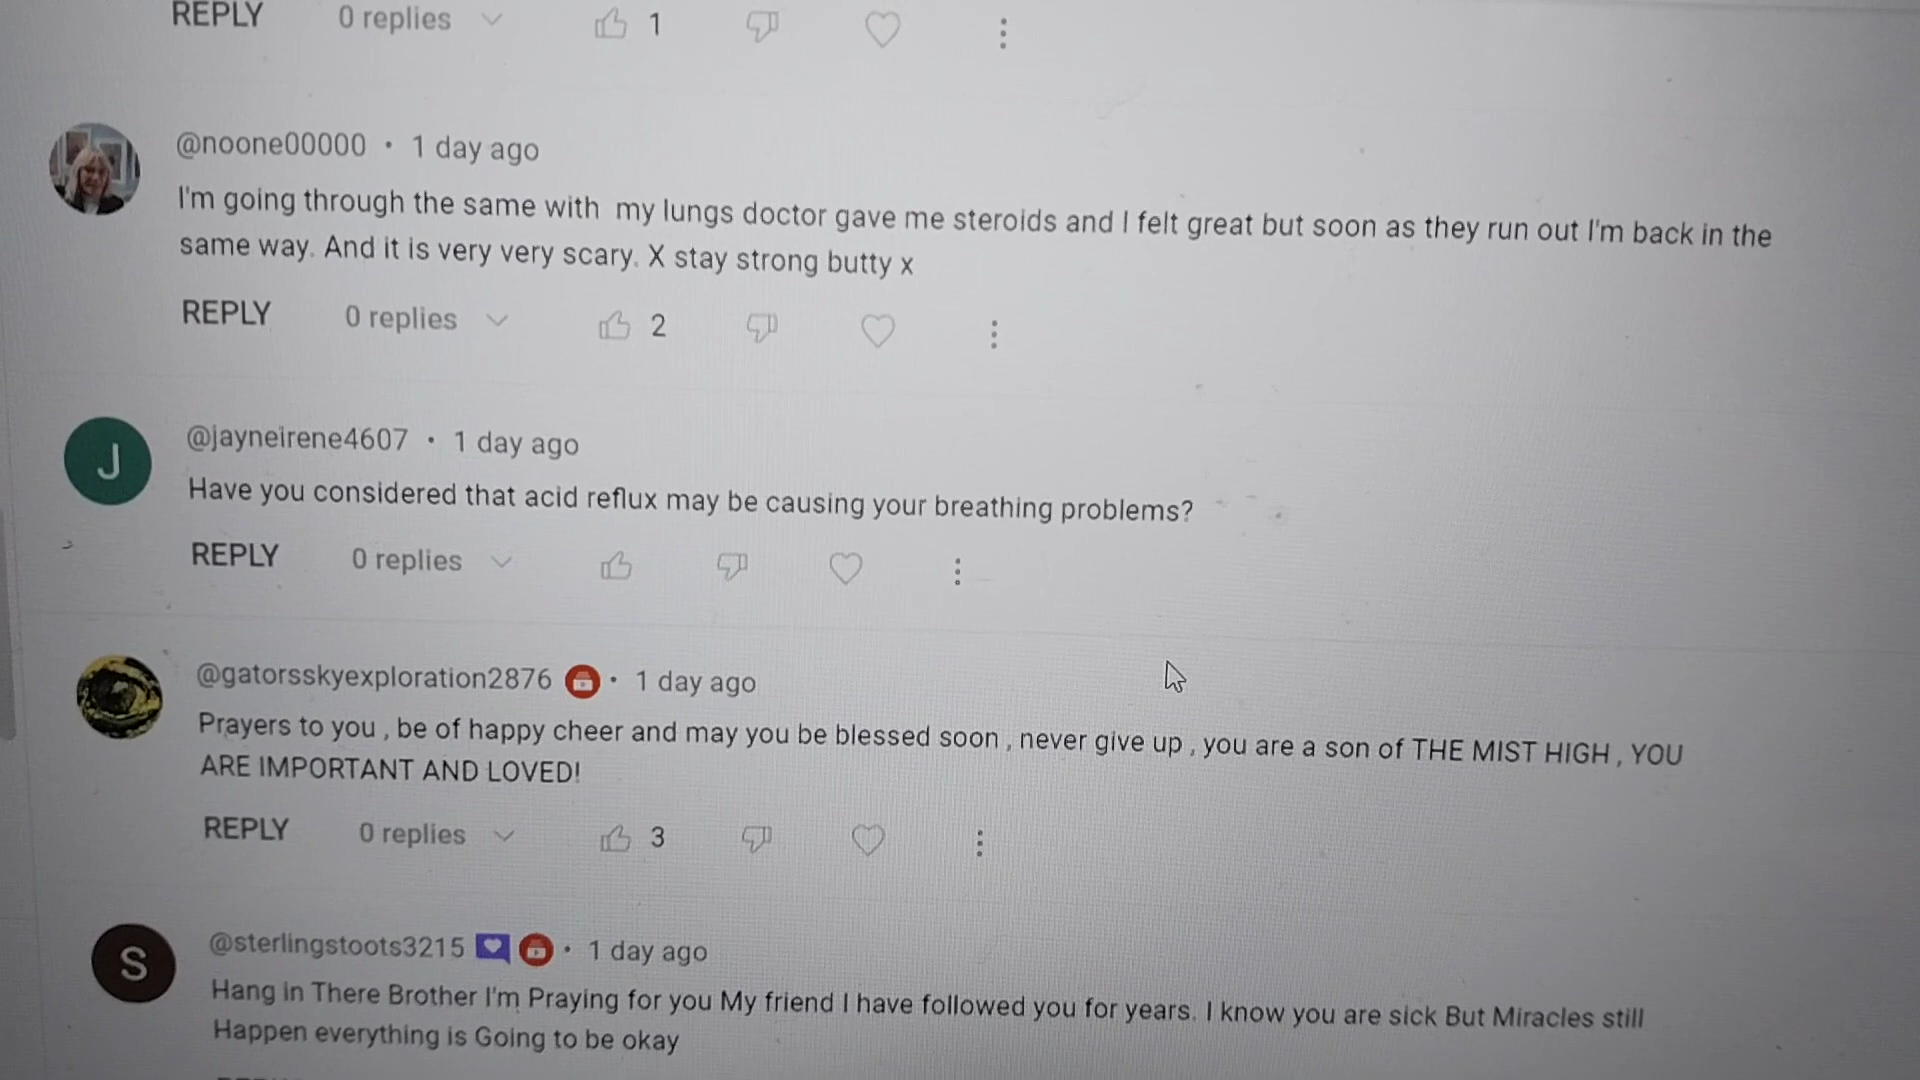 REPLY 0 replies 1
@noone00000 • 1 day ago
I'm going through the same with my lungs doctor gave me steroids and I felt great but soon as they run out I'm back in the
same way. And it is very very scary. X stay strong butty x
REPLY 0 replies 2
J
@jayneirene4607 • 1 day ago
Have you considered that acid reflux may be causing your breathing problems?
REPLY 0 replies
@gatorsskyexploration2876 • 1 day ago
Prayers to you , be of happy cheer and may you be blessed soon , never give up , you are a son of THE MIST HIGH , YOU
ARE IMPORTANT AND LOVED!
REPLY 0 replies 3
S
@sterlingstoots3215 • 1 day ago
Hang in There Brother I'm Praying for you My friend I have followed you for years. I know you are sick But Miracles still
Happen everything is Going to be okay